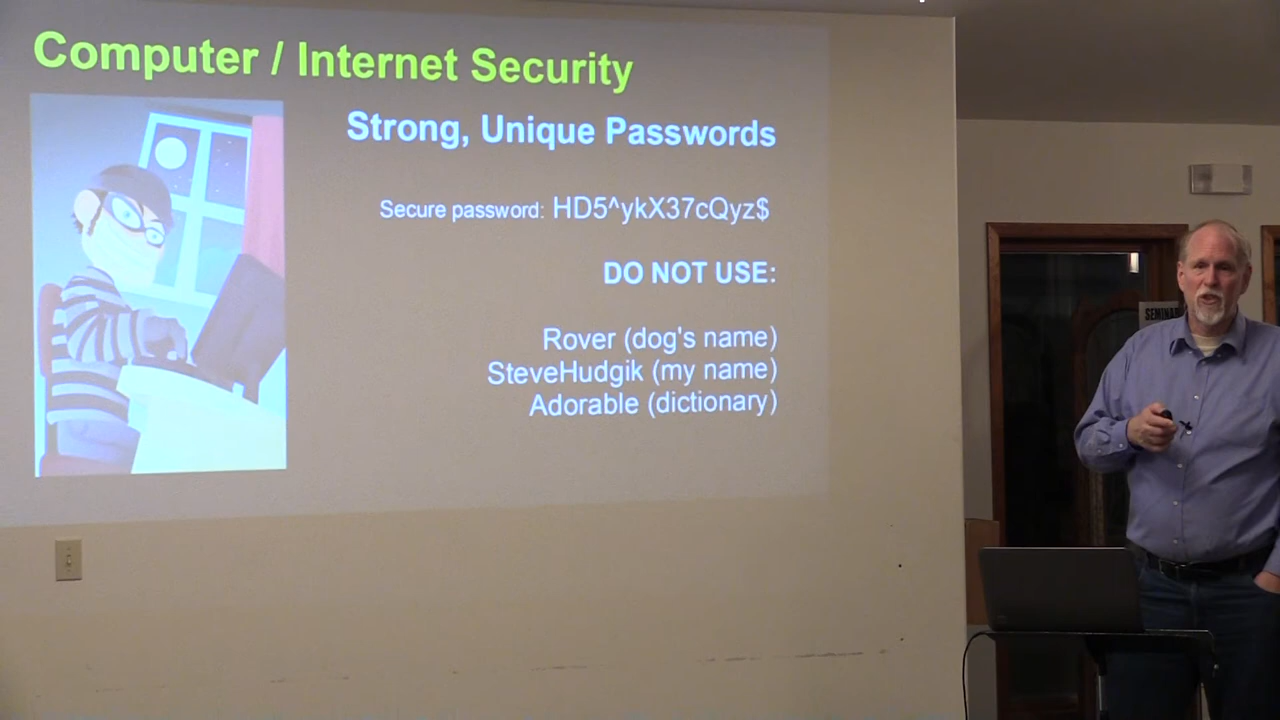 Computer / Internet Security
Strong, Unique Passwords
Secure password: HD5^ykX37cQyz$
DO NOT USE:
Rover (dog's name)
SteveHudgik (my name)
Adorable (dictionary)
SEMINAR